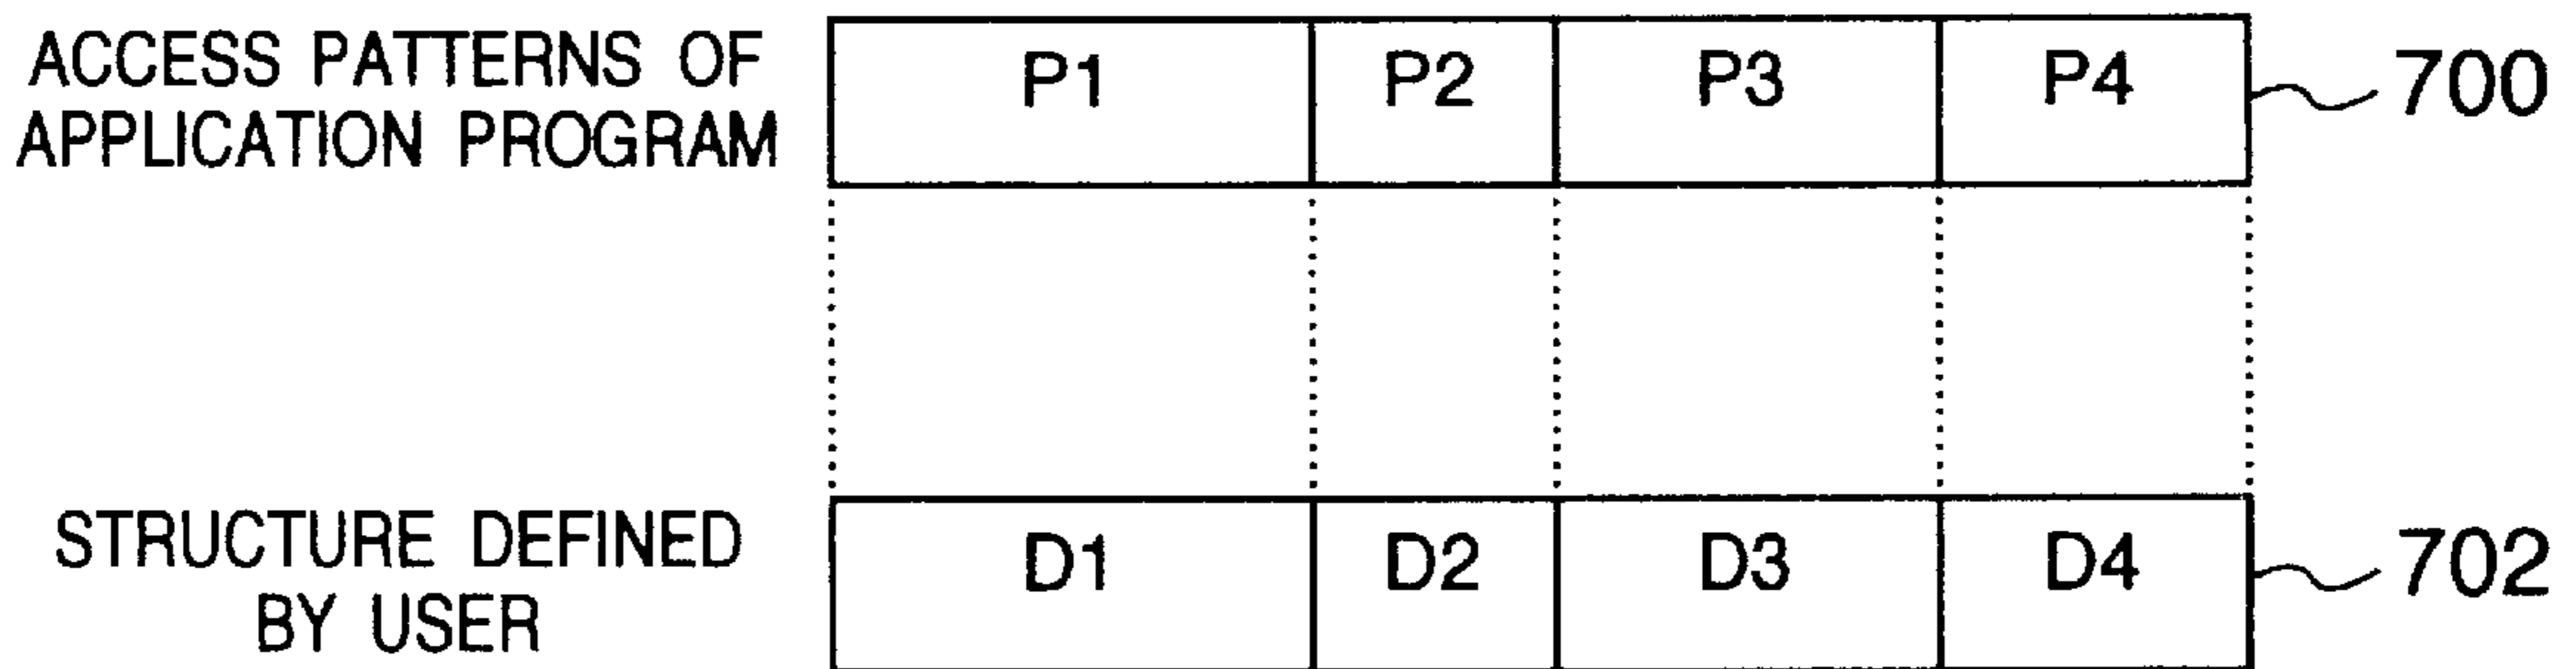 ACCESS PATTERNS OF
APPLICATION PROGRAM
P1 P2 P3 P4 700
STRUCTURE DEFINED
BY USER
D1 D2 D3 D4 702